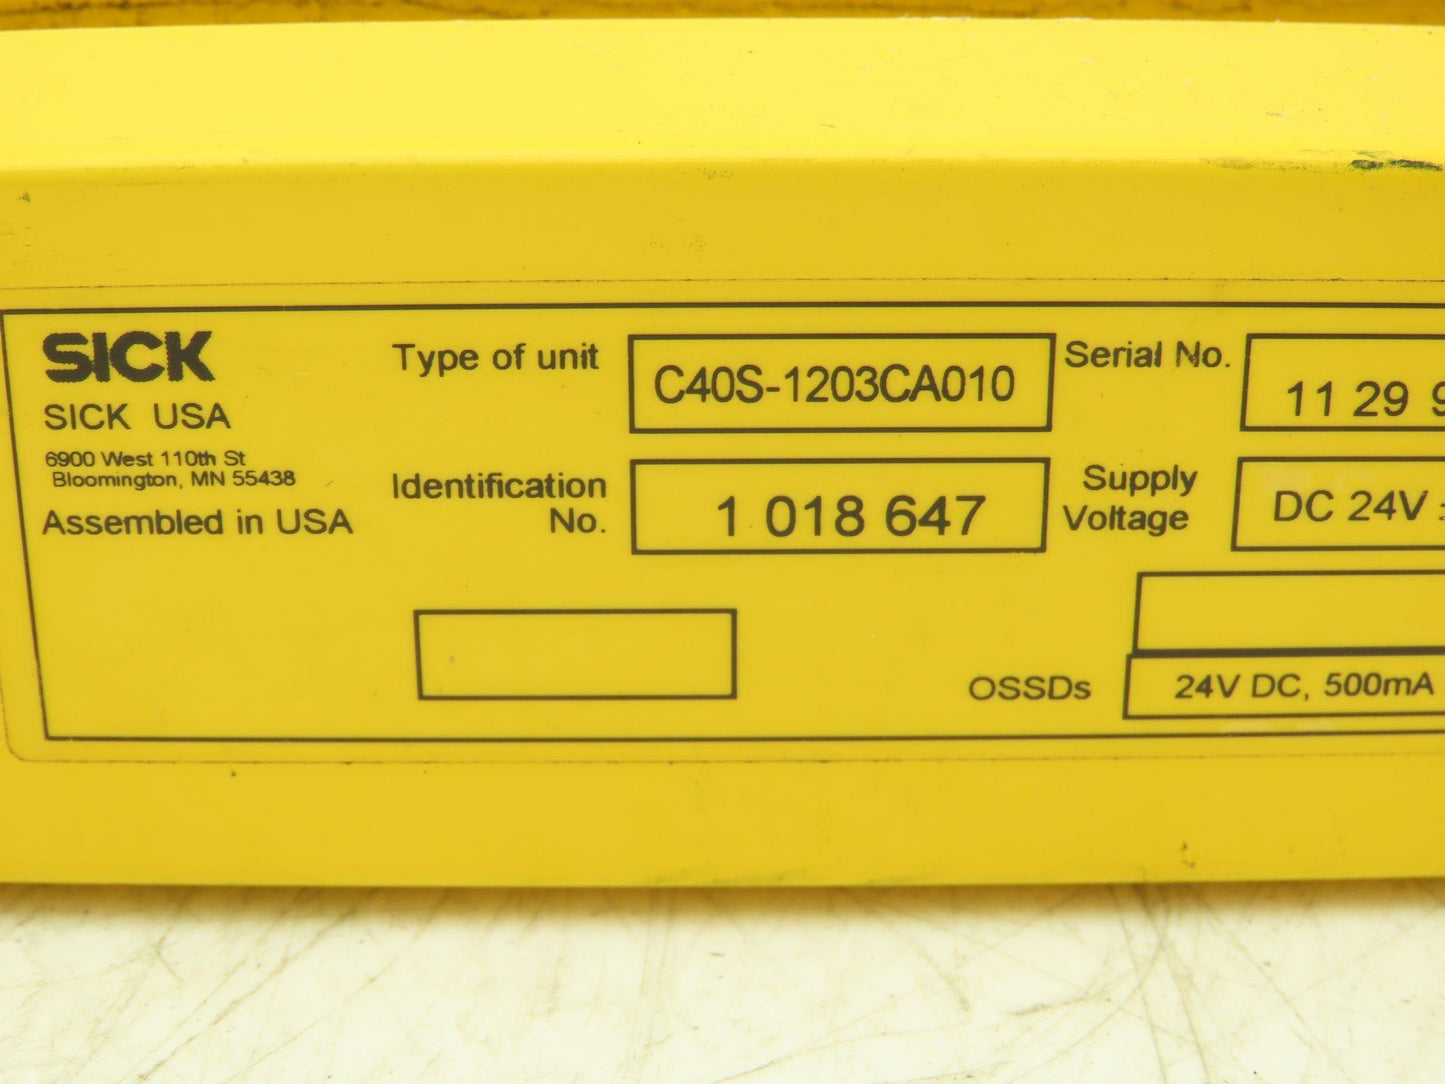 SICK
SICK USA
6900 West 110th St
Bloomington, MN 55438
Assembled in USA
Type of unit
C40S-1203CA010
Serial No.
11 29
Identification
No.
1 018 647
Supply
Voltage
DC 24V
OSSDs
24V DC, 500mA